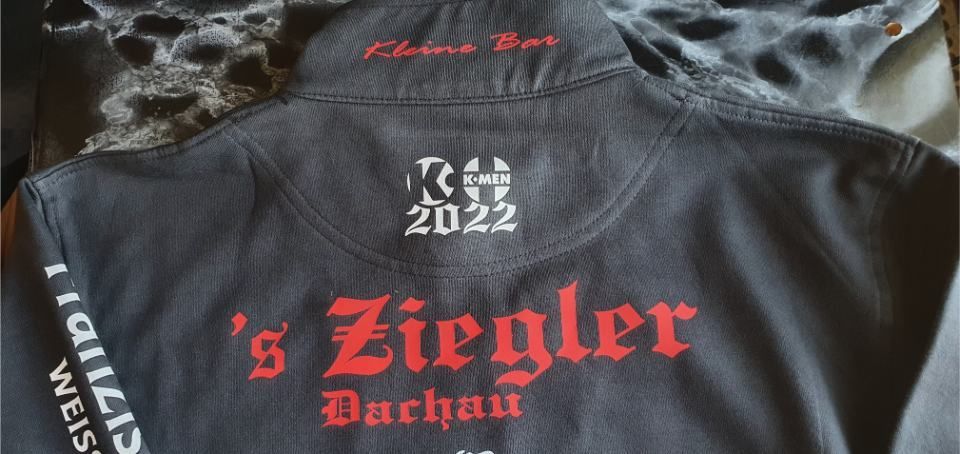 Kleine Bar
K K·MEN
2022
's Ziegler
Dachau